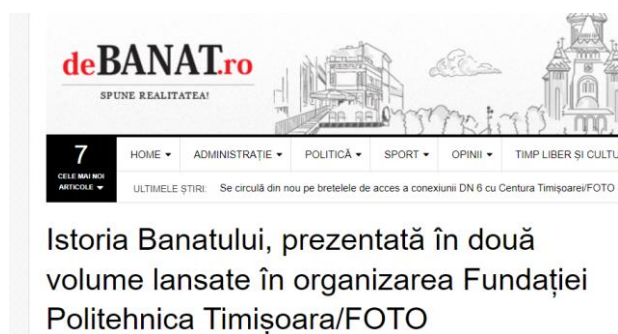 deBANAT.ro
SPUNE REALITATEA!
7
CELE MAI NOI
ARTICOLE
HOME ADMINISTRAȚIE POLITICĂ SPORT OPINII TIMP LIBER ȘI CULTU
ULTIMELE ȘTIRI: Se circulă din nou pe bretelele de acces a conexiunii DN 6 cu Centura Timișoarei/FOTO
Istoria Banatului, prezentată în două
volume lansate în organizarea Fundației
Politehnica Timișoara/FOTO